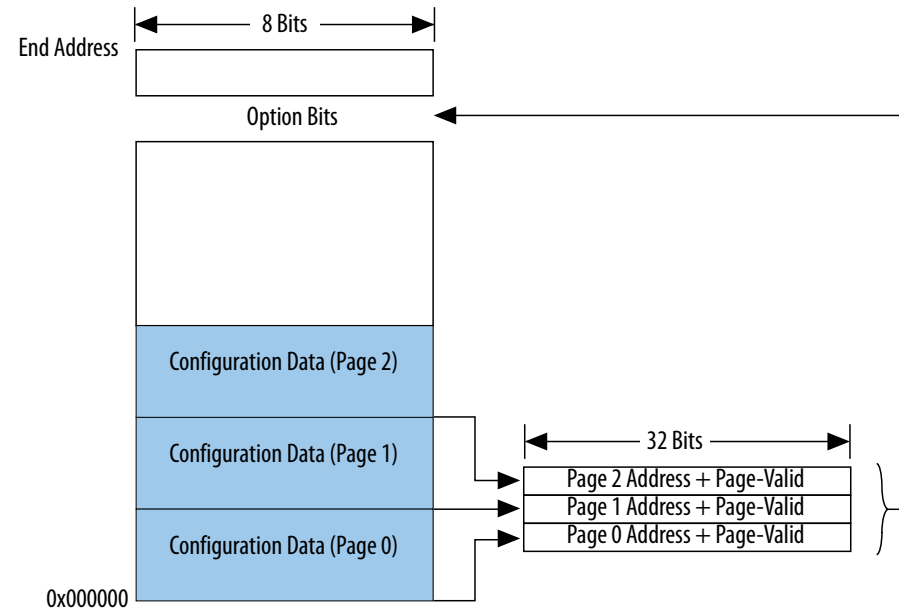 8 Bits
End Address
Option Bits
Configuration Data (Page 2)
Configuration Data (Page 1)
32 Bits
Page 2 Address + Page-Valid
Page 1 Address + Page-Valid
Page 0 Address + Page-Valid
Configuration Data (Page 0)
0x000000